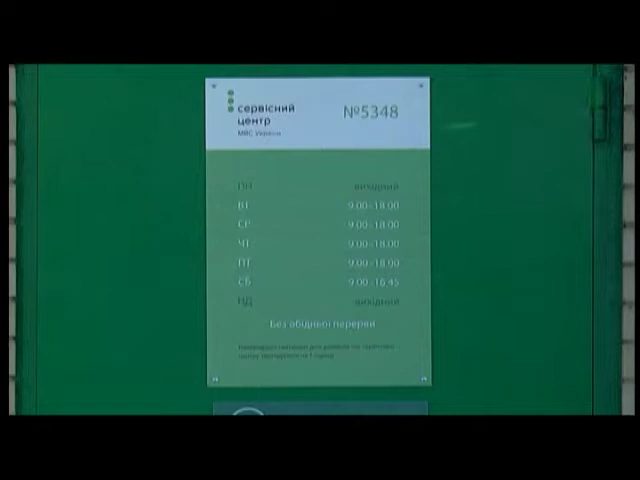 сервісний
центр
МВС України
№5348
ПН вихідний
ВТ 9.00-18.00
СР 9.00-18.00
ЧТ 9.00-18.00
ПТ 9.00-18.00
СБ 9.00-16.45
НД вихідний
Без обідньої перерви